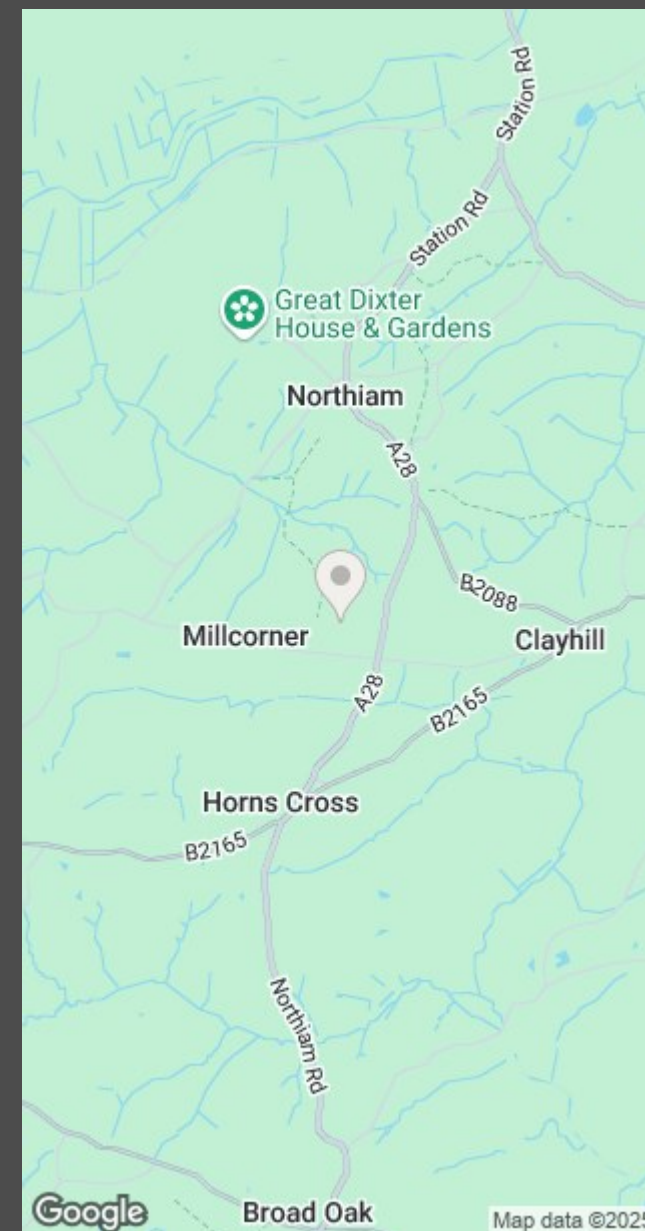 Station Rd
Station Rd
Great Dixter
House & Gardens
Northiam
A28
B2088
Millcorner
Clayhill
A28
B2165
Horns Cross
B2165
Northiam Rd
Broad Oak
Google
Map data ©2025